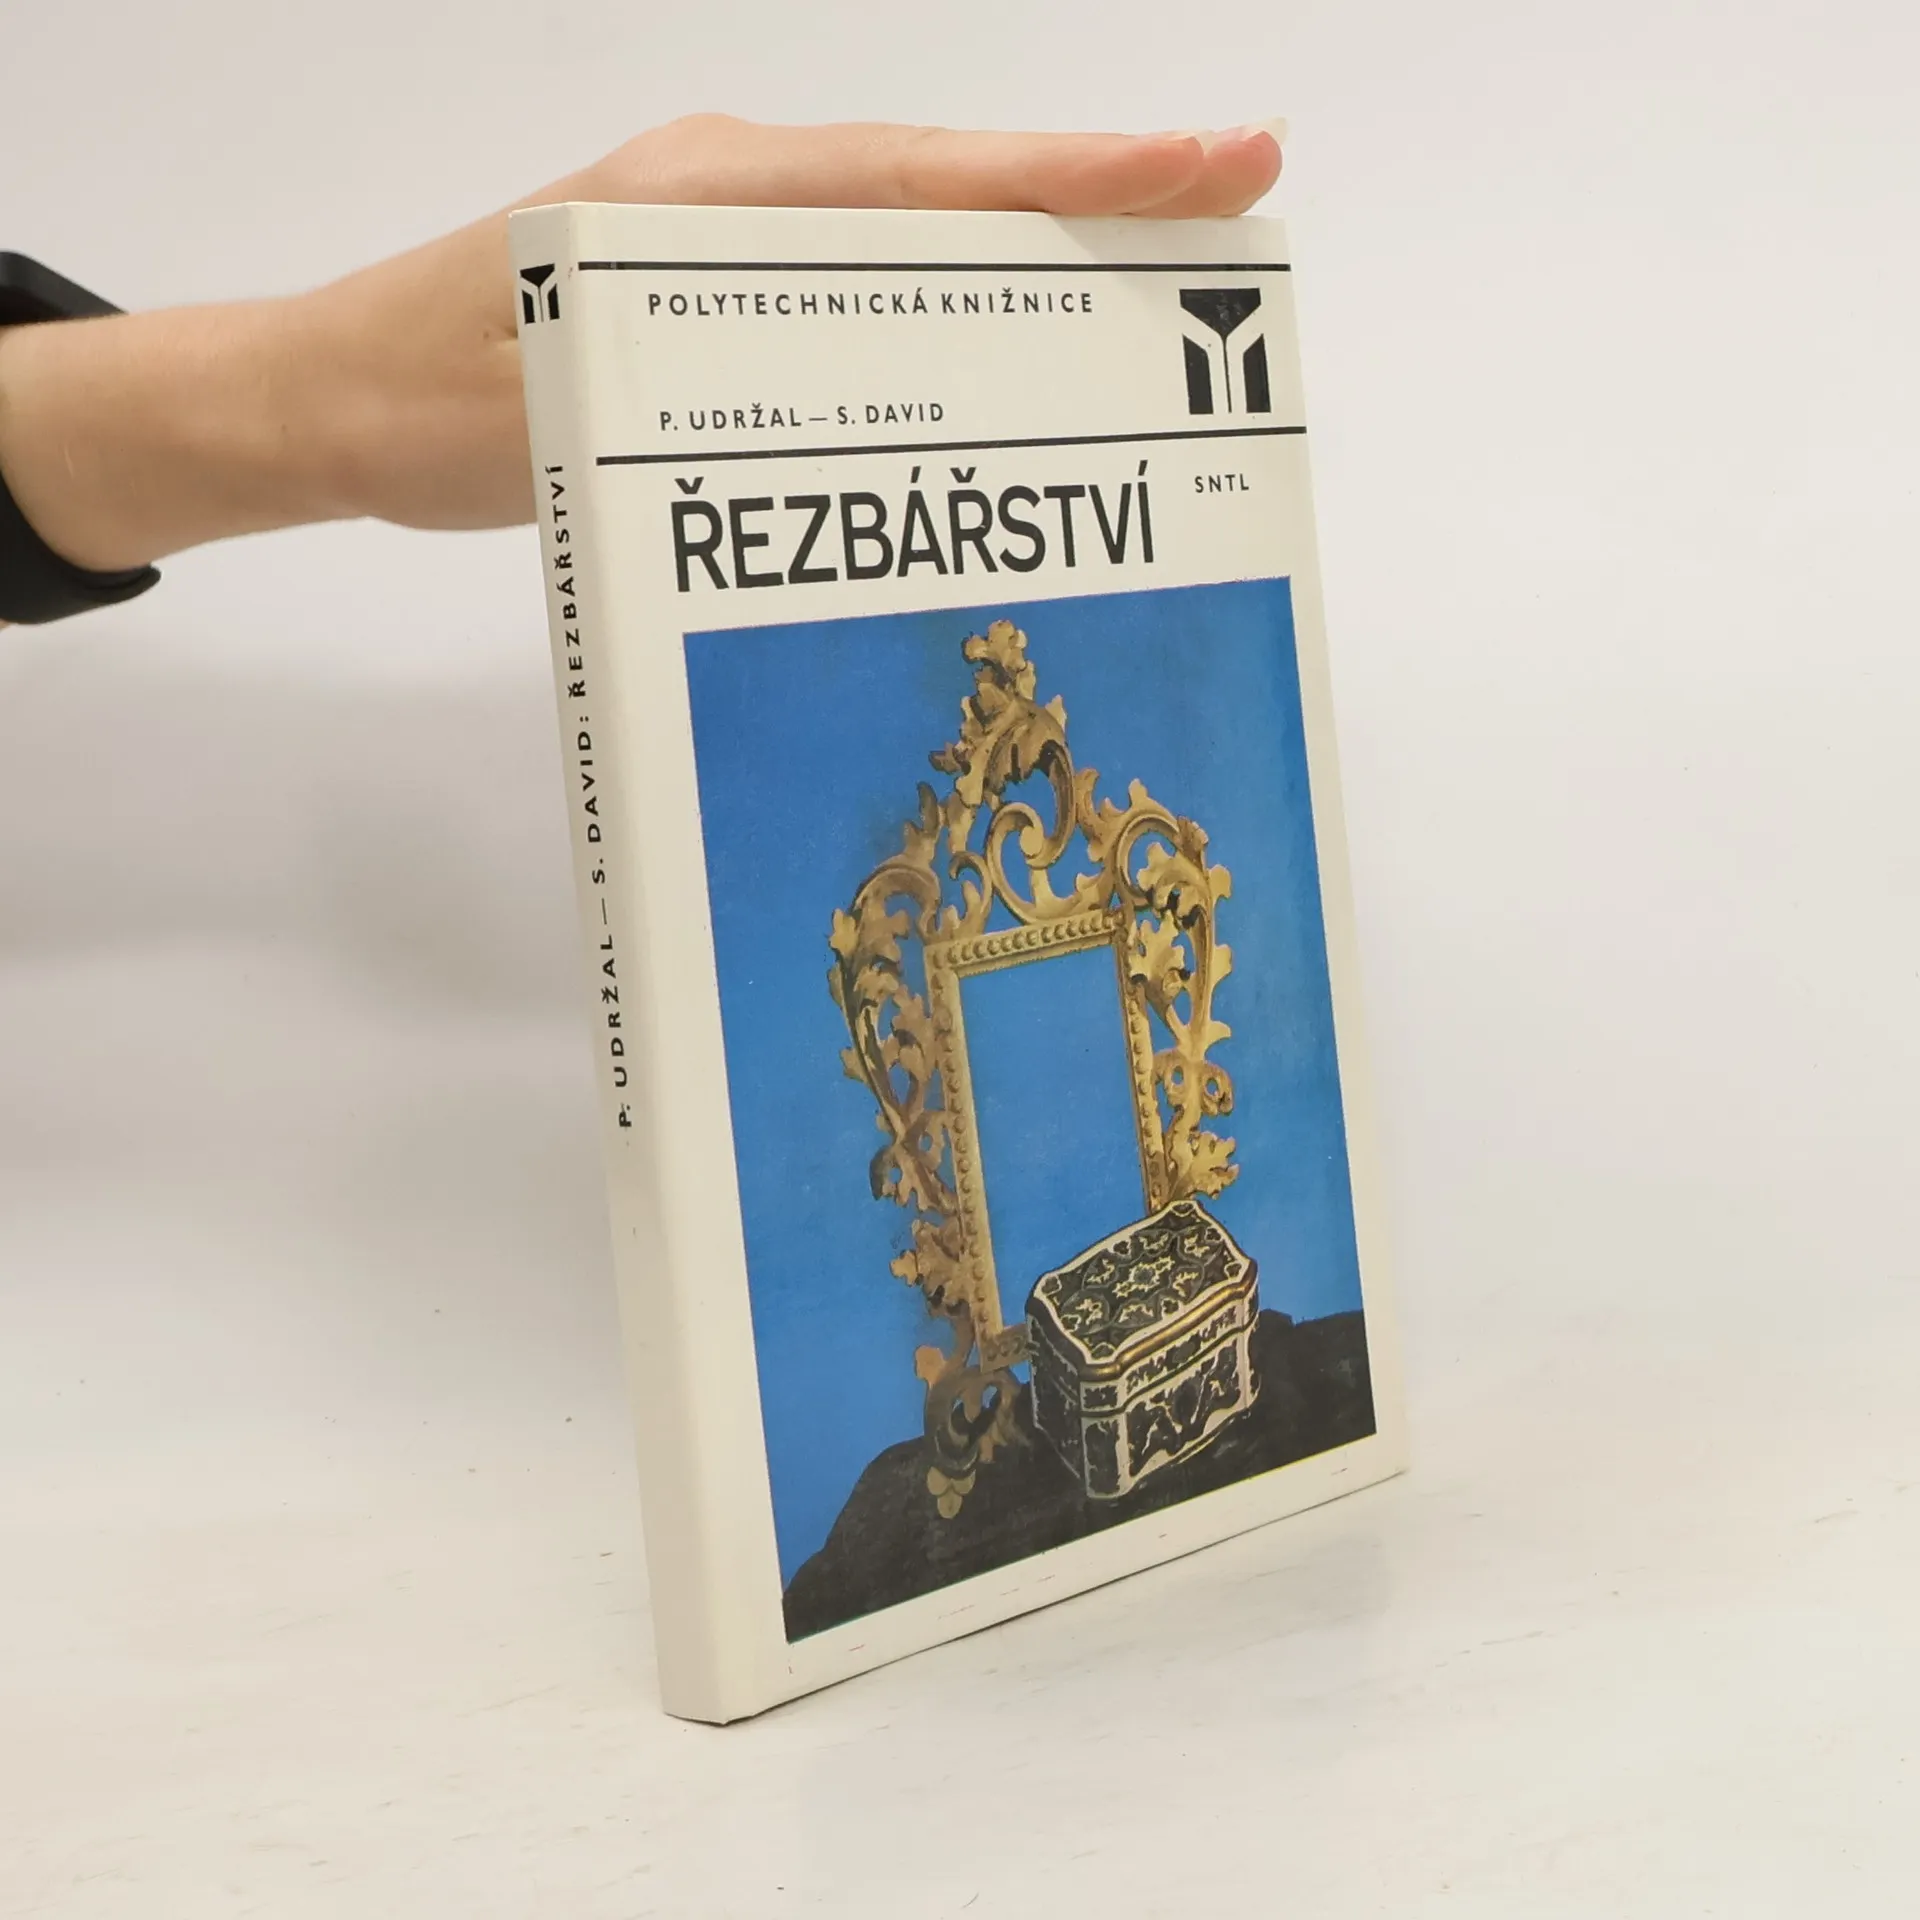 POLYTECHNICKÁ KNIŽNICE
P. UDRŽAL — S. DAVID
ŘEZBÁŘSTVÍ
SNTL
P. UDRŽAL — S. DAVID: ŘEZBÁŘSTVÍ